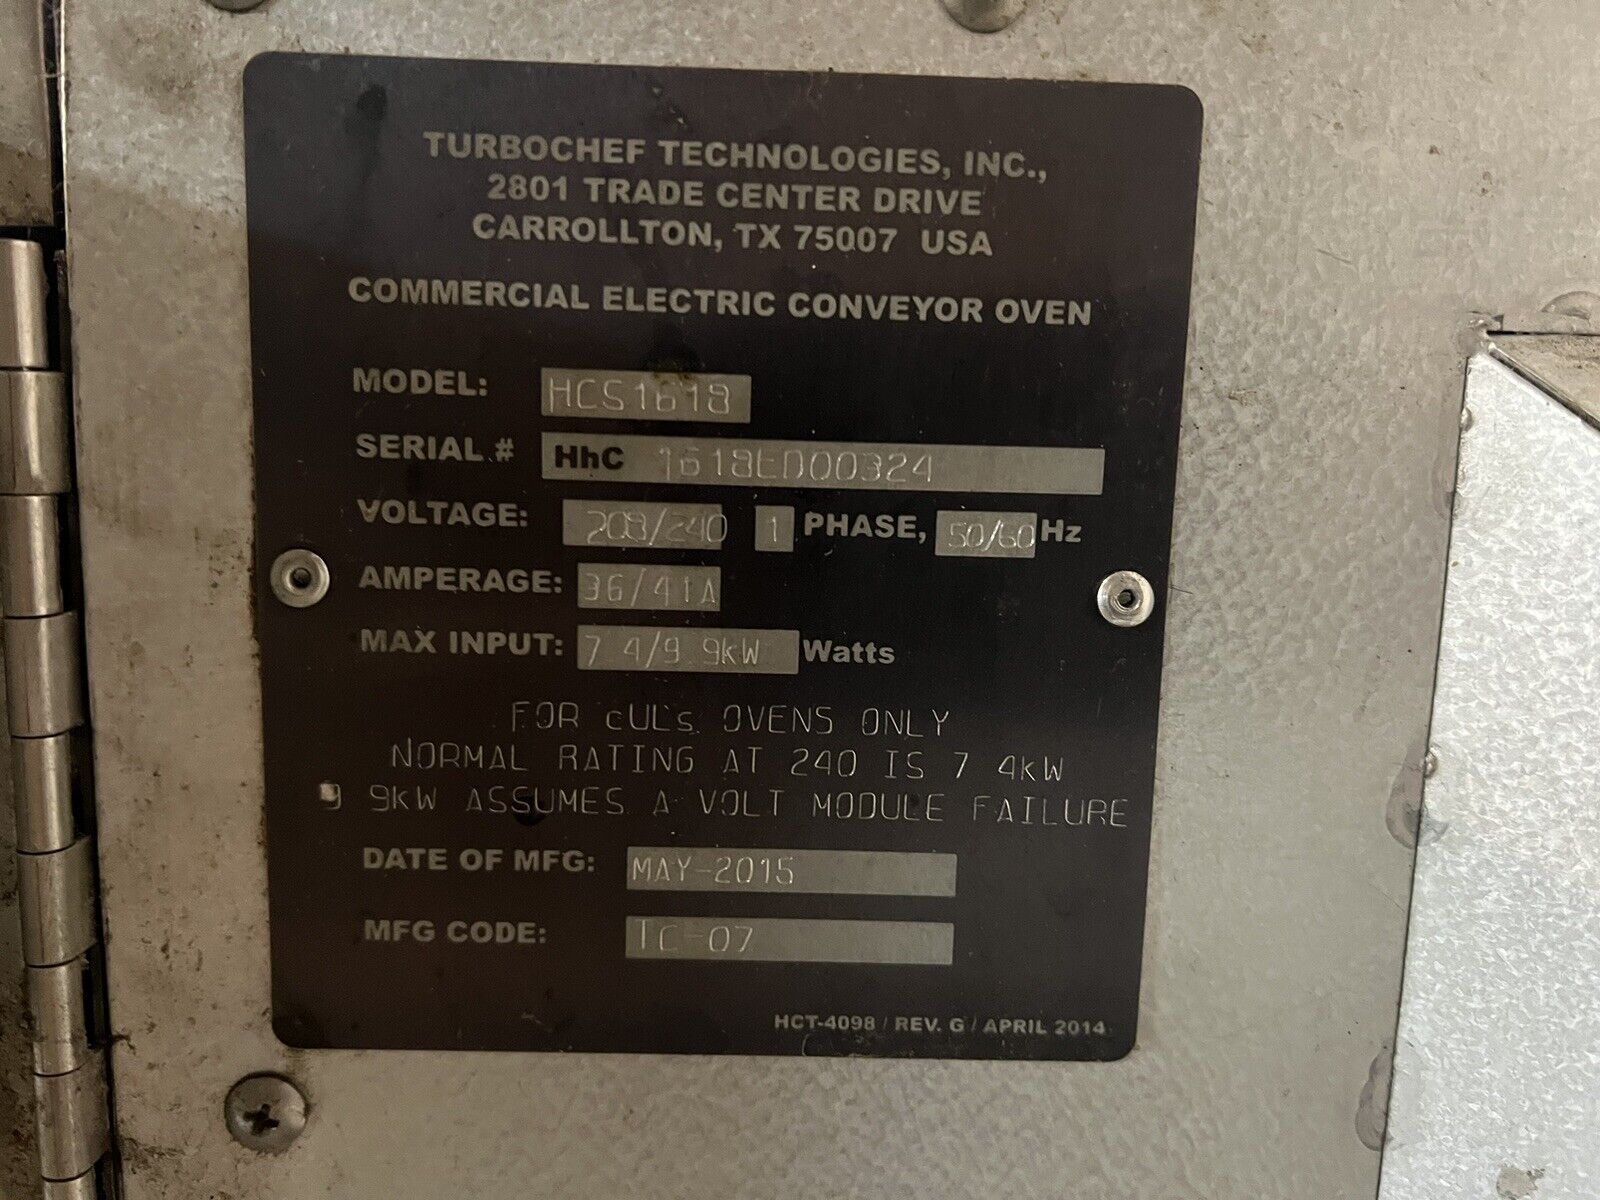 TURBOCHEF TECHNOLOGIES, INC.,
2801 TRADE CENTER DRIVE
CARROLLTON, TX 75007 USA
COMMERCIAL ELECTRIC CONVEYOR OVEN
MODEL: HCS1618
SERIAL # HhC 1618ED00324
VOLTAGE: 208/240 1 PHASE, 50/60 Hz
AMPERAGE: 36/41A
MAX INPUT: 7.4/9.9kW Watts
FOR cUL's OVENS ONLY
NORMAL RATING AT 240 IS 7.4kW
9.9kW ASSUMES A VOLT MODULE FAILURE
DATE OF MFG: MAY-2015
MFG CODE: TC-07
HCT-4098 / REV. G / APRIL 2014